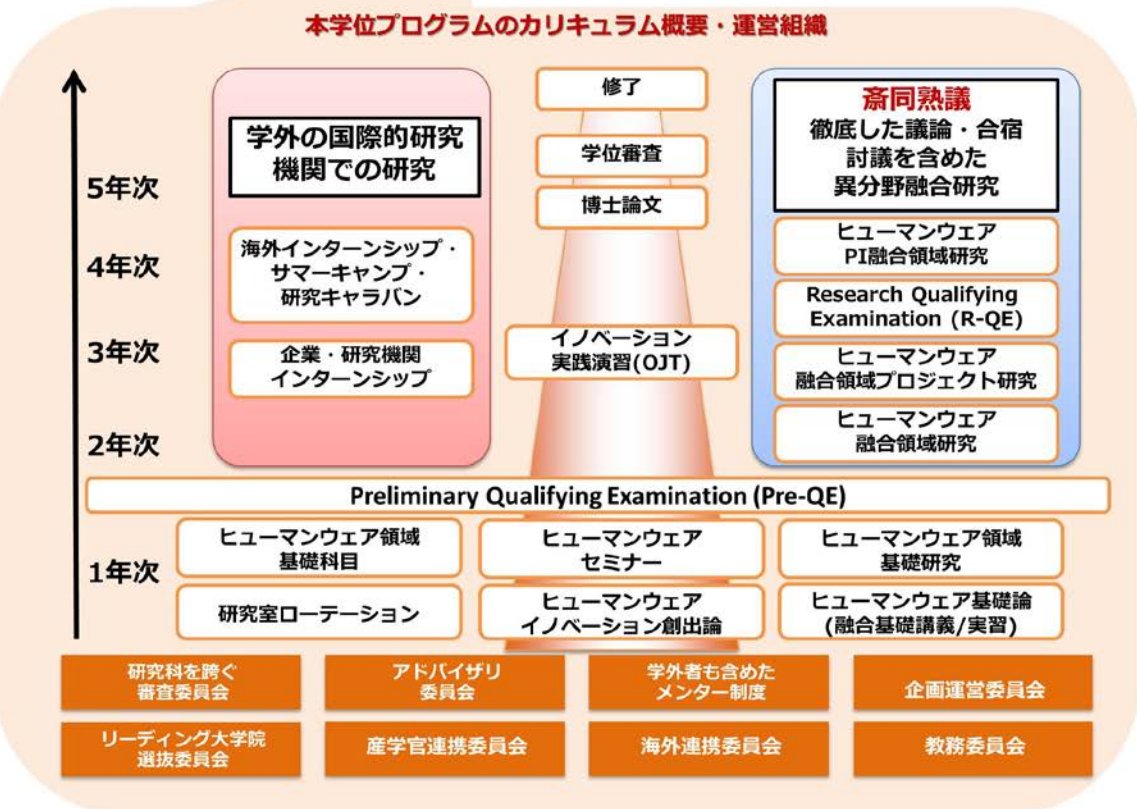 本学位プログラムのカリキュラム概要・運営組織
5年次
4年次
3年次
2年次
1年次
学外の国際的研究
機関での研究
海外インターンシップ・
サマーキャンプ・
研究キャラバン
企業・研究機関
インターンシップ
修了
学位審査
博士論文
イノベーション
実践演習(OJT)
斎同熟議
徹底した議論・合宿
討議を含めた
異分野融合研究
ヒューマンウェア
PI融合領域研究
Research Qualifying
Examination (R-QE)
ヒューマンウェア
融合領域プロジェクト研究
ヒューマンウェア
融合領域研究
Preliminary Qualifying Examination (Pre-QE)
ヒューマンウェア領域
基礎科目
ヒューマンウェア
セミナー
ヒューマンウェア領域
基礎研究
研究室ローテーション
ヒューマンウェア
イノベーション創出論
ヒューマンウェア基礎論
(融合基礎講義/実習)
研究科を跨ぐ
審査委員会
アドバイザリ
委員会
学外者も含めた
メンター制度
企画運営委員会
リーディング大学院
選抜委員会
産学官連携委員会
海外連携委員会
教務委員会